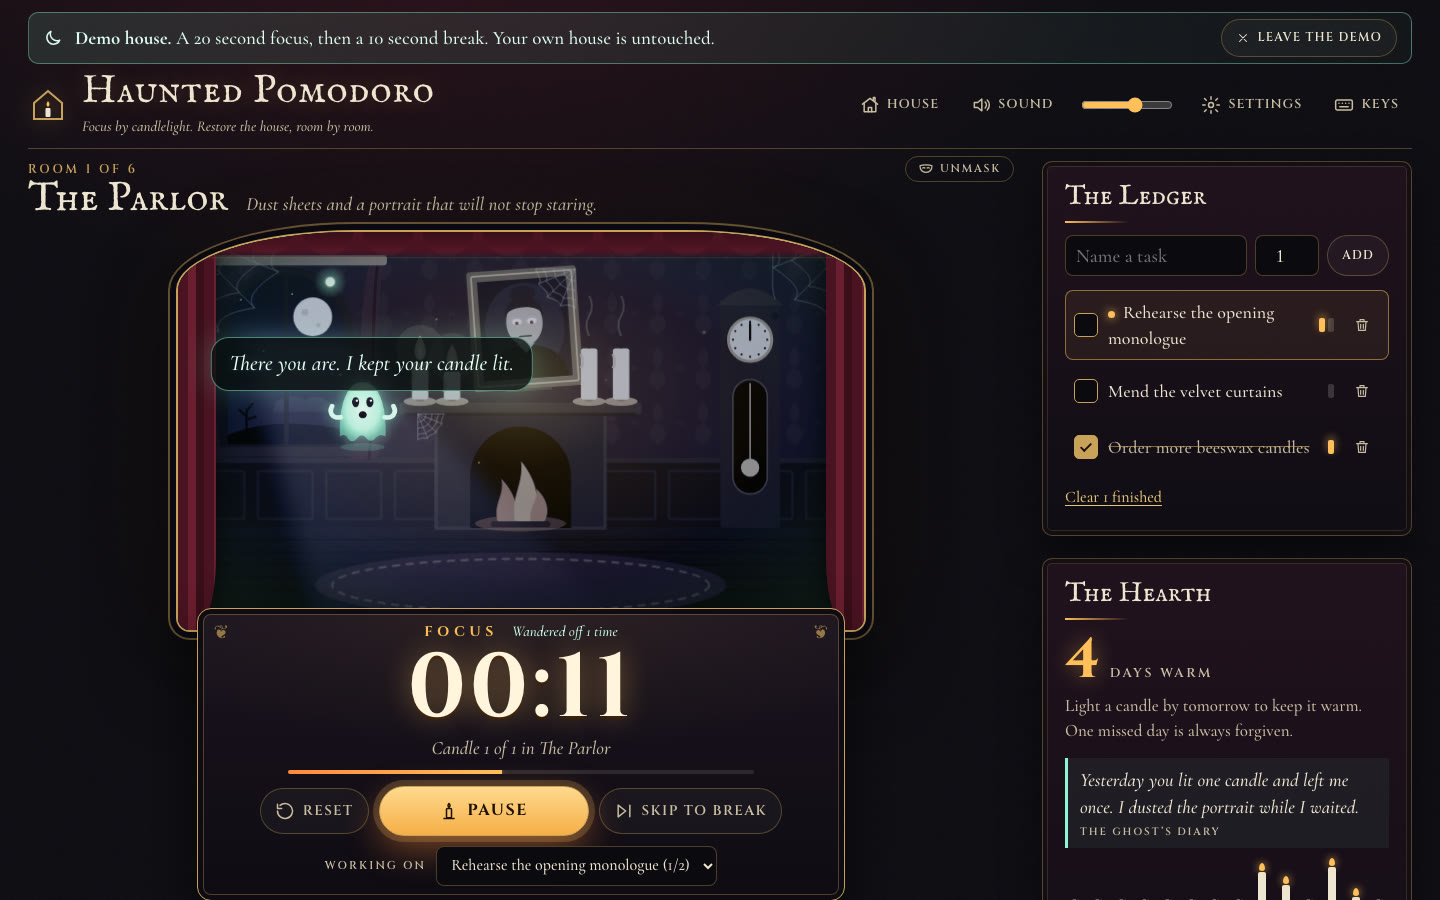 Demo house. A 20 second focus, then a 10 second break. Your own house is untouched.
LEAVE THE DEMO
Haunted Pomodoro
Focus by candlelight. Restore the house, room by room.
HOUSE
SOUND
SETTINGS
KEYS
ROOM 1 OF 6
The Parlor
Dust sheets and a portrait that will not stop staring.
UNMASK
There you are. I kept your candle lit.
FOCUS
Wandered off 1 time
00:11
Candle 1 of 1 in The Parlor
RESET
PAUSE
SKIP TO BREAK
WORKING ON
Rehearse the opening monologue (1/2)
The Ledger
Name a task
1
ADD
Rehearse the opening
monologue
Mend the velvet curtains
Order more beeswax candles
Clear 1 finished
The Hearth
4 DAYS WARM
Light a candle by tomorrow to keep it warm.
One missed day is always forgiven.
Yesterday you lit one candle and left me
once. I dusted the portrait while I waited.
THE GHOST'S DIARY